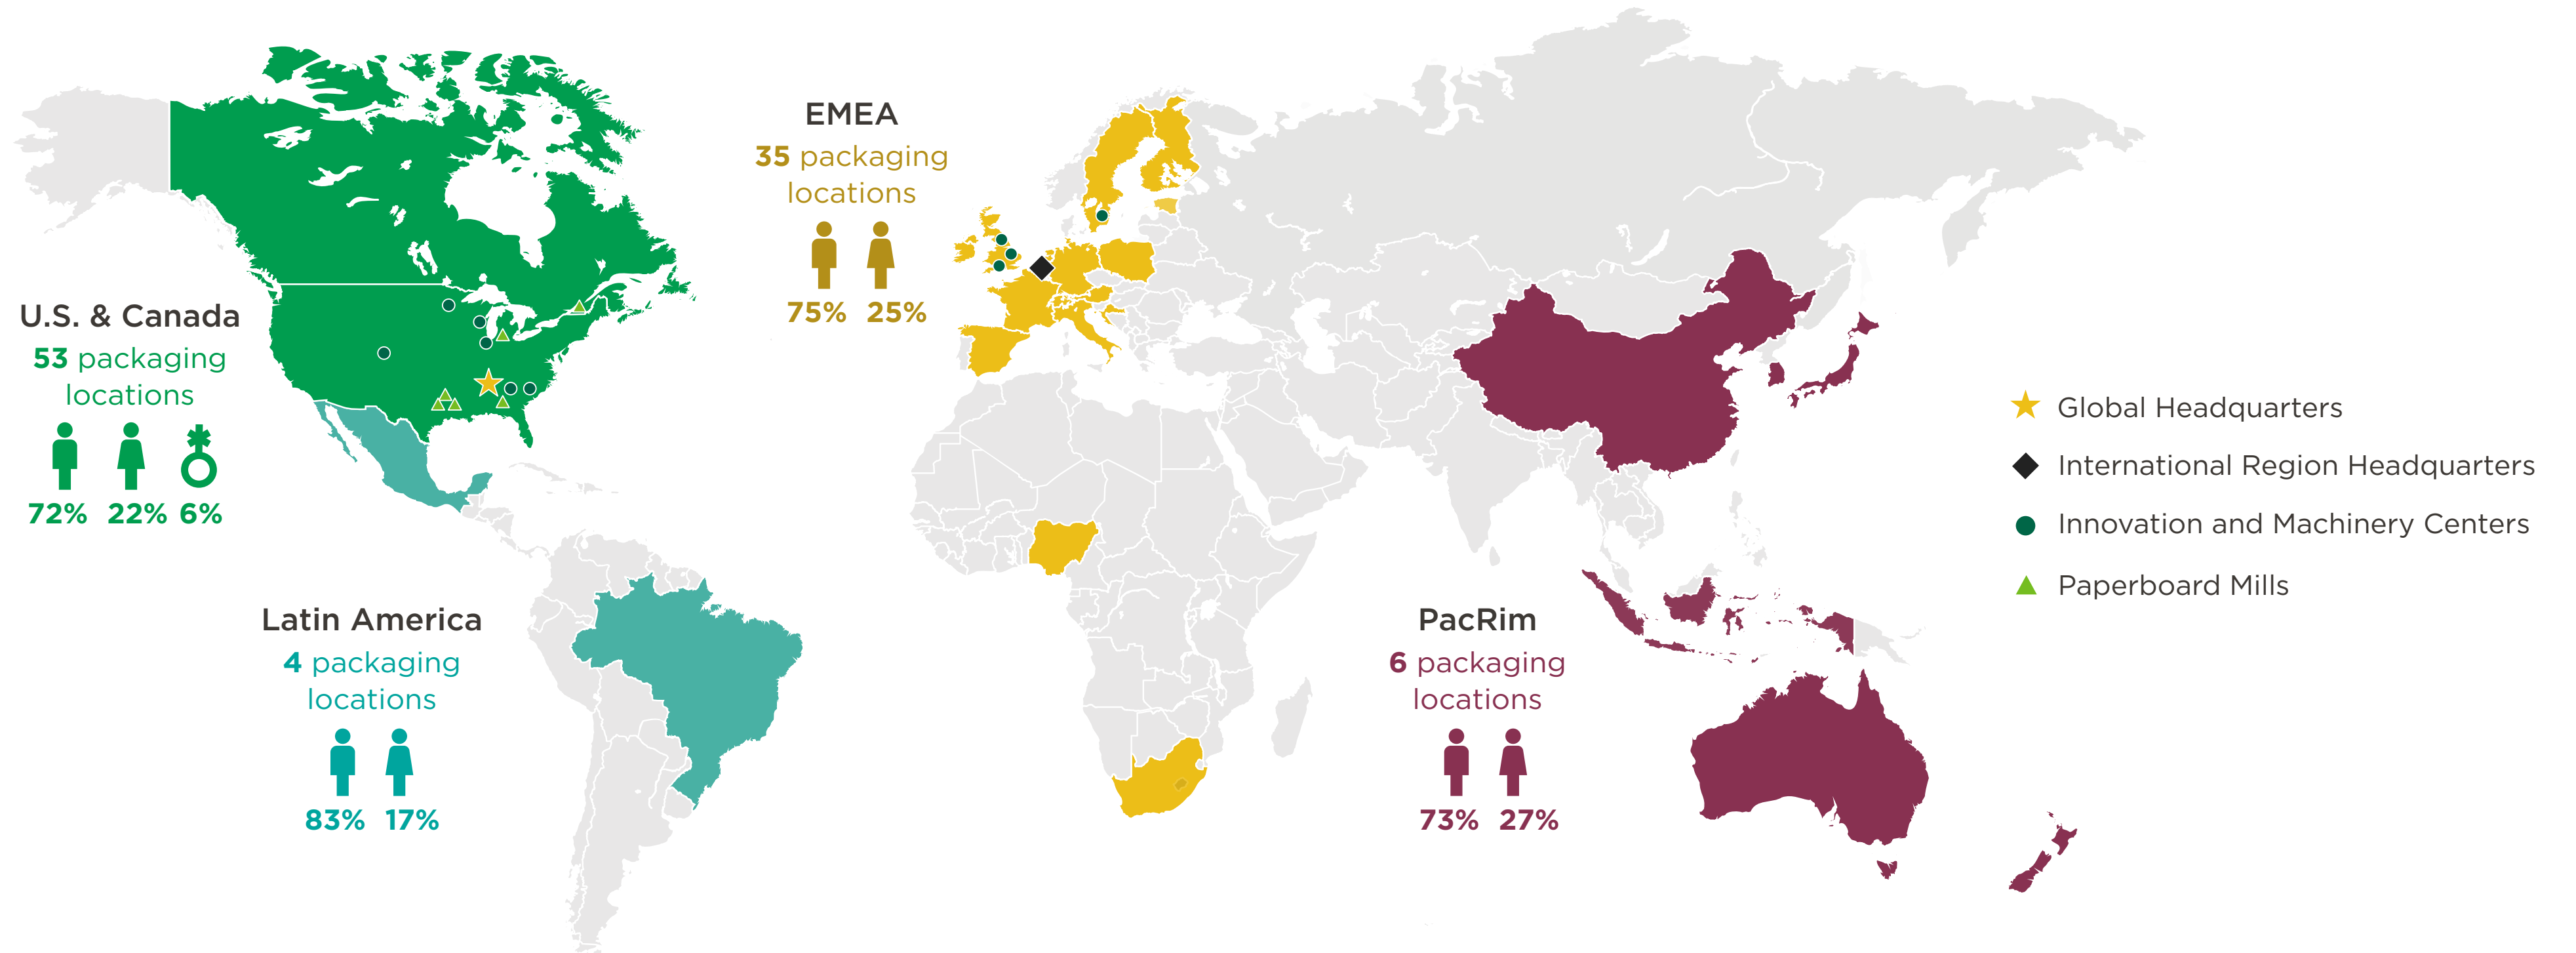 EMEA
35 packaging
locations
75% 25%
U.S. & Canada
53 packaging
locations
72% 22% 6%
Latin America
4 packaging
locations
83% 17%
PacRim
6 packaging
locations
73% 27%
Global Headquarters
International Region Headquarters
Innovation and Machinery Centers
Paperboard Mills